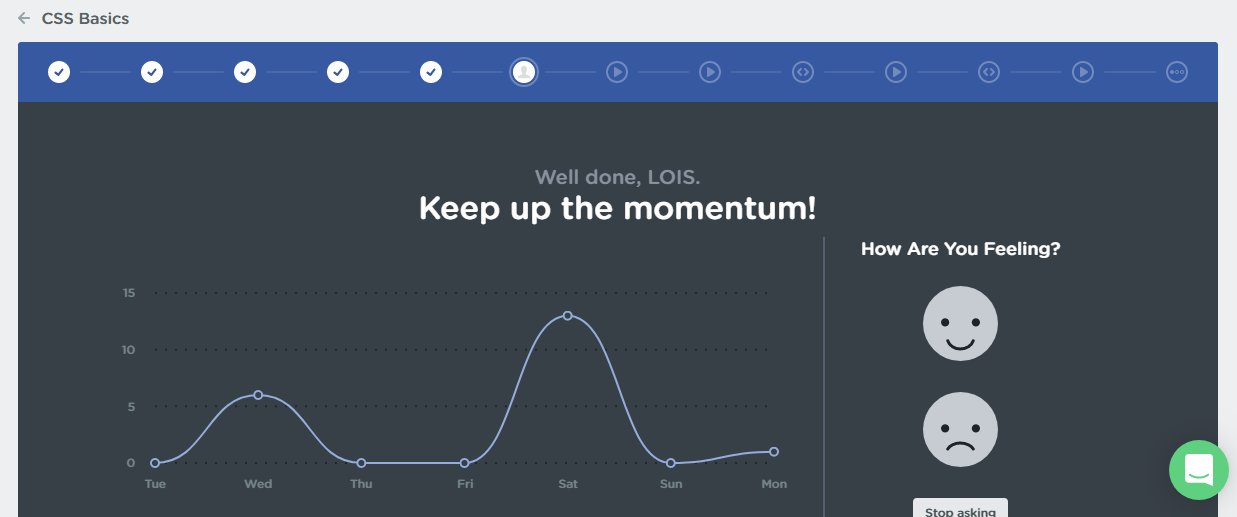 CSS Basics
Well done, LOIS.
Keep up the momentum!
How Are You Feeling?
15
10
5
0
Tue Wed Thu Fri Sat Sun Mon
Stop asking